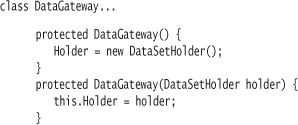 class DataGateway...
protected DataGateway() {
Holder = new DataSetHolder();
}
protected DataGateway(DataSetHolder holder) {
this.Holder = holder;
}